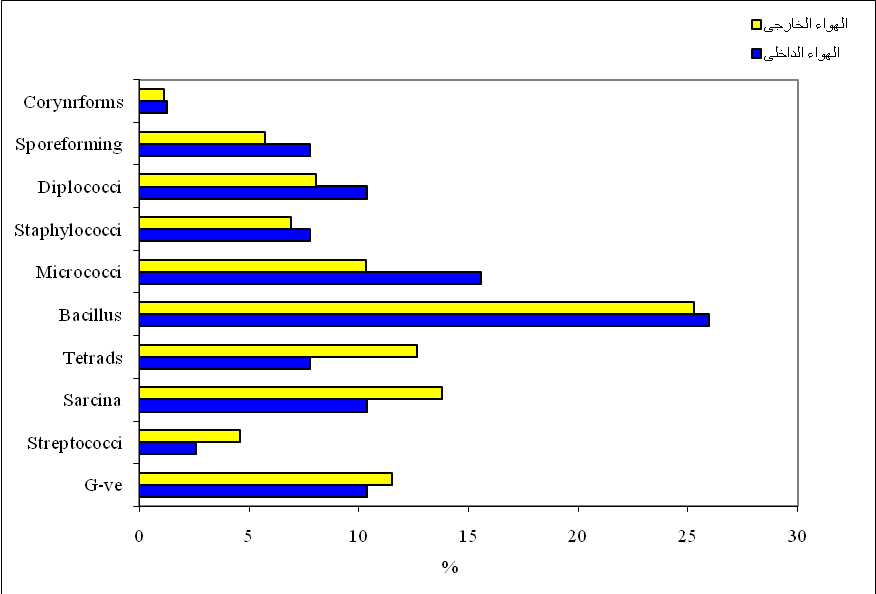 الهواء الخارجى
الهواء الداخلى
Corynrforms
Sporeforming
Diplococci
Staphylococci
Micrococci
Bacillus
Tetrads
Sarcina
Streptococci
G-ve
0 5 10 15 20 25 30
%